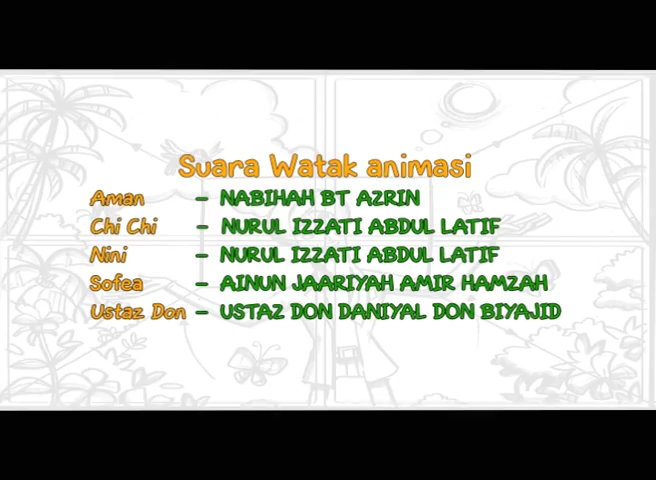 Suara Watak animasi
Aman - NABIHAH BT AZRIN
Chi Chi - NURUL IZZATI ABDUL LATIF
Nini - NURUL IZZATI ABDUL LATIF
Sofea - AINUN JAARIYAH AMIR HAMZAH
Ustaz Don - USTAZ DON DANIYAL DON BIYAJID